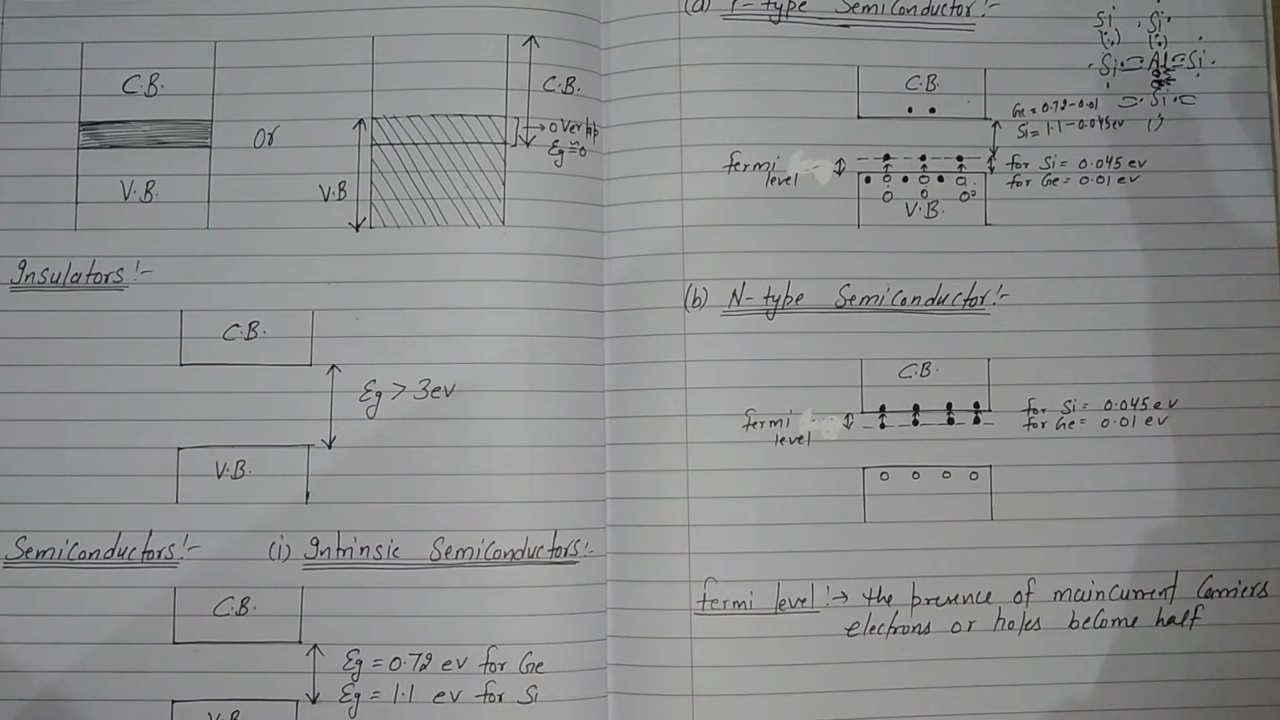 C.B.
Or
V.B.
C.B.
Overlap
Eg ≈ 0
V.B
Insulators:-
C.B.
Eg > 3ev
V.B.
Semiconductors:-
(i) Intrinsic Semiconductors:-
C.B.
Eg = 0.72 ev for Ge
Eg = 1.1 ev for Si
V.B.
(a) P-type Semiconductor:-
Si Si
Si Al Si
Si
C.B.
Ge = 0.72-0.01
Si = 1.1-0.045ev
fermi
level
for Si = 0.045 ev
for Ge = 0.01 ev
V.B.
(b) N-type Semiconductor:-
C.B.
fermi
level
for Si = 0.045 ev
for Ge = 0.01 ev
fermi level:→ the presence of maincurrent Carriers
electrons or holes become half